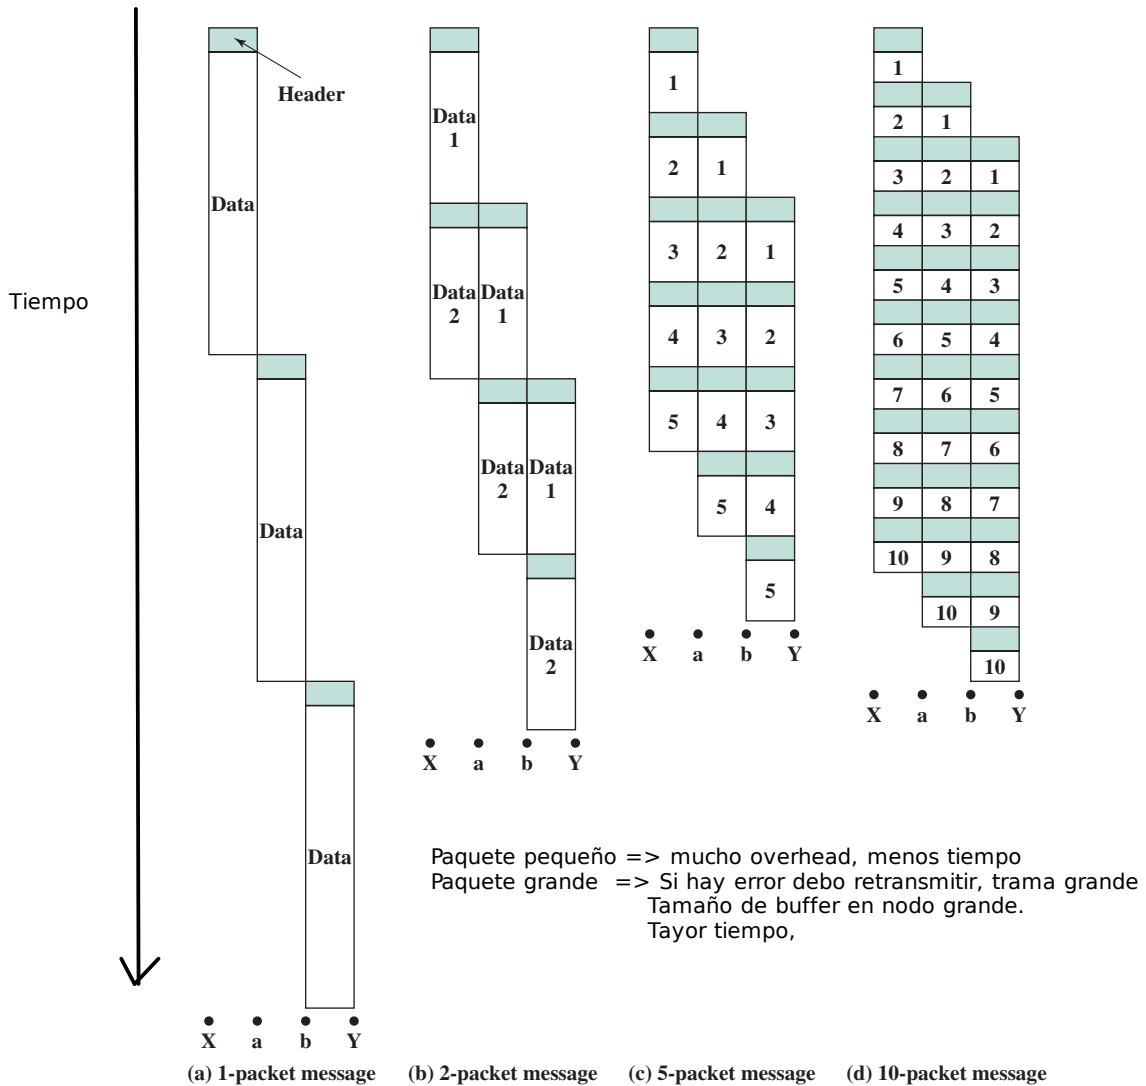 Tiempo
Header
Data
Data
Data
X a b Y
(a) 1-packet message
Data
1
Data Data
2 1
Data Data
2 1
Data
2
X a b Y
(b) 2-packet message
1
2 1
3 2 1
4 3 2
5 4 3
5 4
5
X a b Y
(c) 5-packet message
1
2 1
3 2 1
4 3 2
5 4 3
6 5 4
7 6 5
8 7 6
9 8 7
10 9 8
10 9
10
X a b Y
(d) 10-packet message
Paquete pequeño => mucho overhead, menos tiempo
Paquete grande => Si hay error debo retransmitir, trama grande
Tamaño de buffer en nodo grande.
Tayor tiempo,